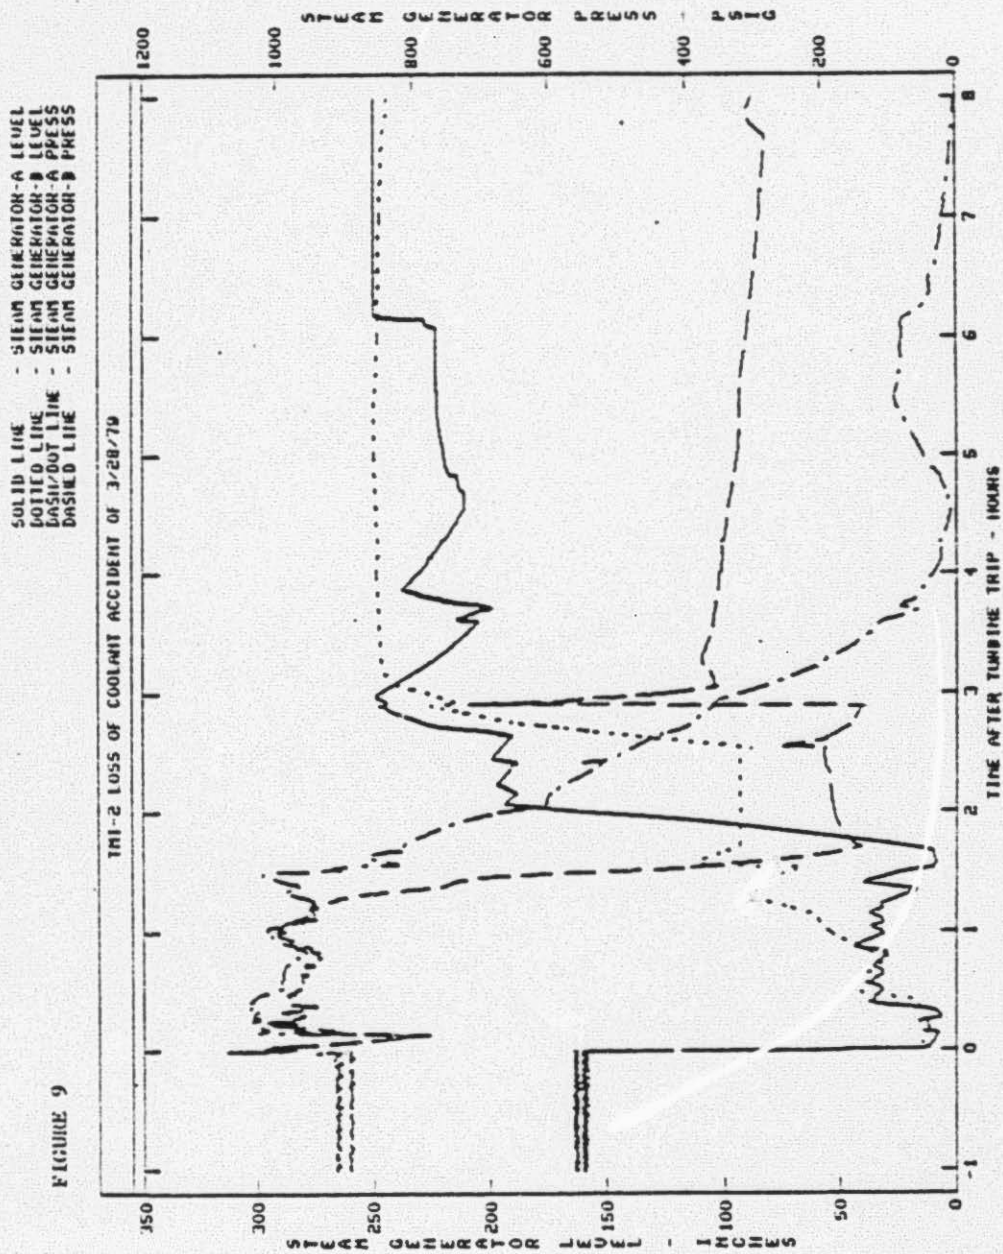 FIGURE 9
SOLID LINE - STEAM GENERATOR-A LEVEL
DOTTED LINE - STEAM GENERATOR-B LEVEL
DASH/DOT LINE - STEAM GENERATOR-A PRESS
DASHED LINE - STEAM GENERATOR-B PRESS
TMI-2 LOSS OF COOLANT ACCIDENT OF 3/28/79
STEAM GENERATOR LEVEL - INCHES
350
300
250
200
150
100
50
0
STEAM GENERATOR PRESS - PSIG
1200
1000
800
600
400
200
0
-1 0 1 2 3 4 5 6 7 8
TIME AFTER TURBINE TRIP - HOURS